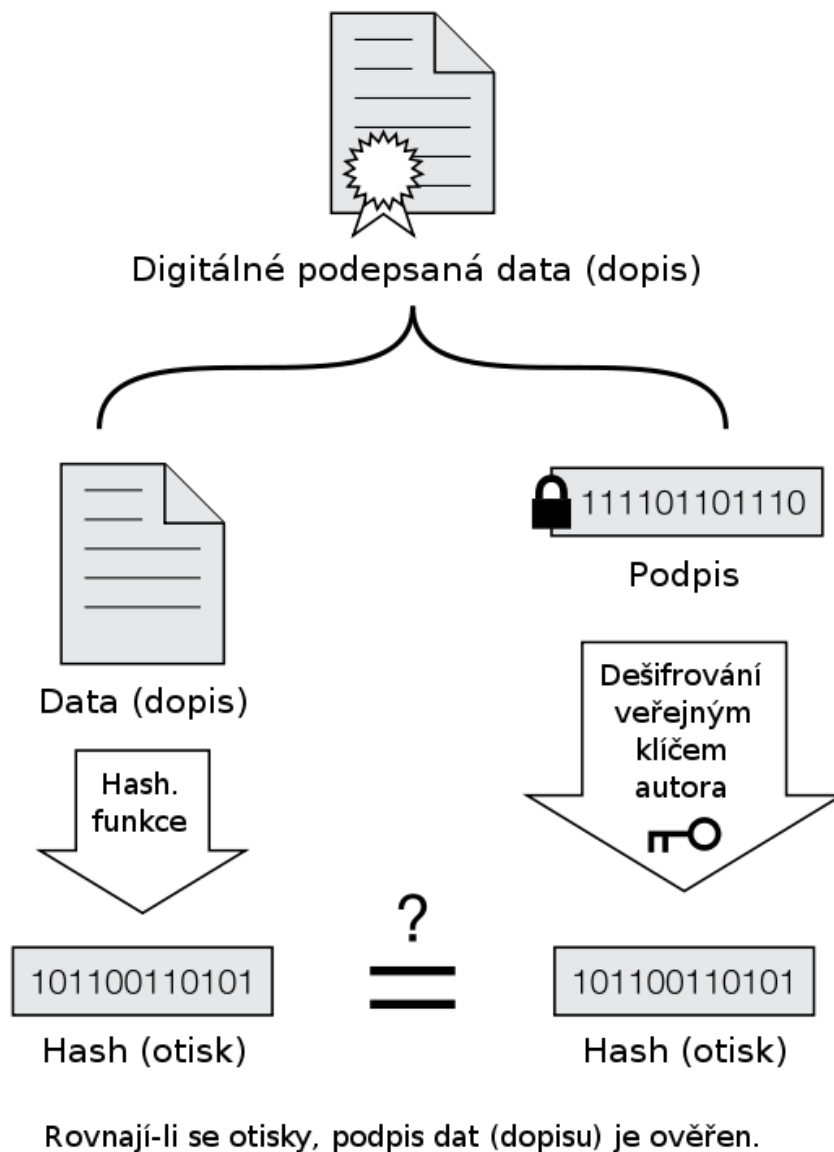 Digitálné podepsaná data (dopis)
111101101110
Podpis
Data (dopis)
Dešifrování
veřejným
klíčem
autora
Hash.
funkce
?
=
101100110101
101100110101
Hash (otisk)
Hash (otisk)
Rovnají-li se otisky, podpis dat (dopisu) je ověřen.